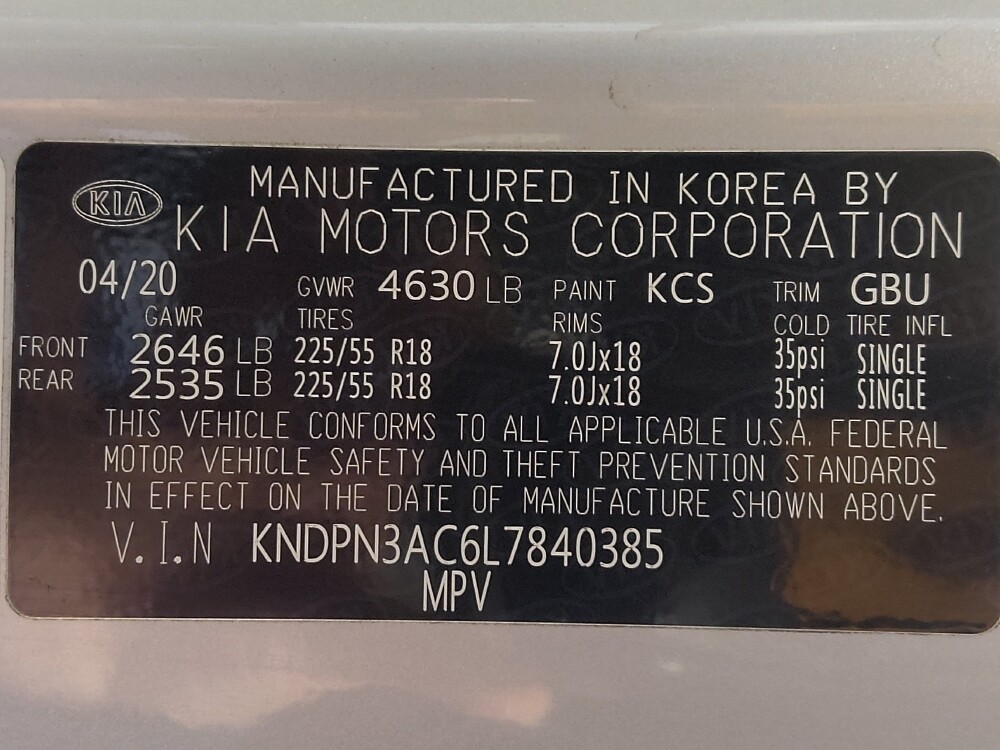 KIA MANUFACTURED IN KOREA BY
KIA MOTORS CORPORATION
04/20 GVWR 4630 LB PAINT KCS TRIM GBU
GAWR TIRES RIMS COLD TIRE INFL
FRONT 2646 LB 225/55 R18 7.0Jx18 35psi SINGLE
REAR 2535 LB 225/55 R18 7.0Jx18 35psi SINGLE
THIS VEHICLE CONFORMS TO ALL APPLICABLE U.S.A. FEDERAL
MOTOR VEHICLE SAFETY AND THEFT PREVENTION STANDARDS
IN EFFECT ON THE DATE OF MANUFACTURE SHOWN ABOVE.
V.I.N KNDPN3AC6L7840385
MPV